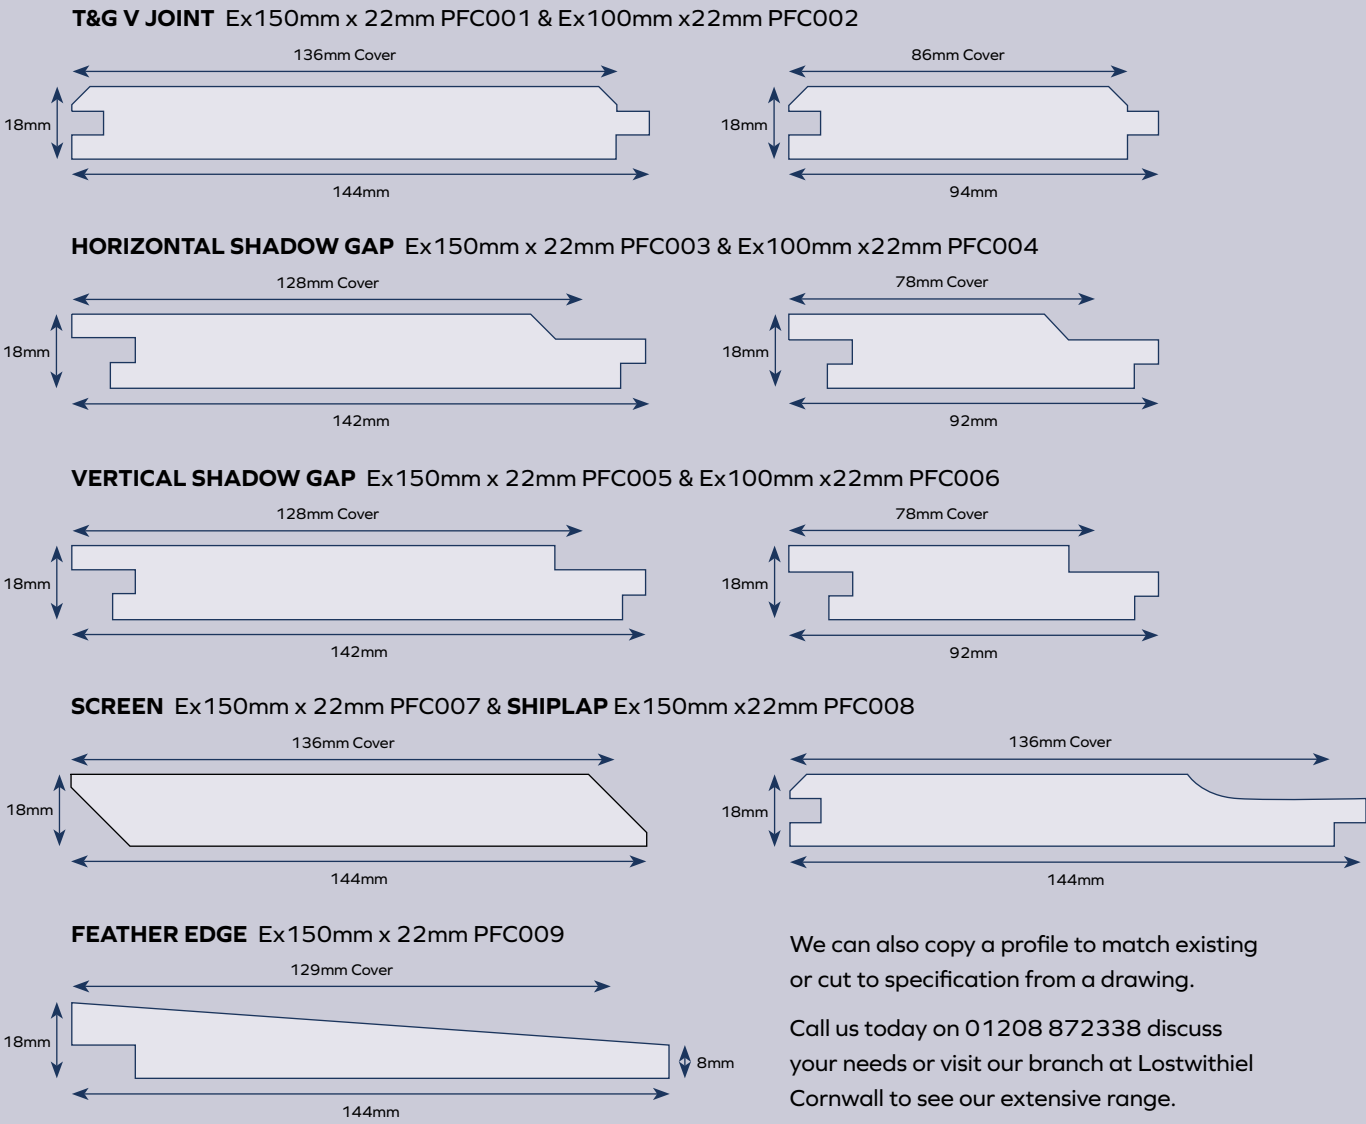 T&G V JOINT Ex150mm x 22mm PFC001 & Ex100mm x22mm PFC002
136mm Cover
86mm Cover
18mm
18mm
144mm
94mm
HORIZONTAL SHADOW GAP Ex150mm x 22mm PFC003 & Ex100mm x22mm PFC004
128mm Cover
78mm Cover
18mm
18mm
142mm
92mm
VERTICAL SHADOW GAP Ex150mm x 22mm PFC005 & Ex100mm x22mm PFC006
128mm Cover
78mm Cover
18mm
18mm
142mm
92mm
SCREEN Ex150mm x 22mm PFC007 & SHIPLAP Ex150mm x22mm PFC008
136mm Cover
136mm Cover
18mm
18mm
144mm
144mm
FEATHER EDGE Ex150mm x 22mm PFC009
129mm Cover
18mm
8mm
144mm
We can also copy a profile to match existing
or cut to specification from a drawing.
Call us today on 01208 872338 discuss
your needs or visit our branch at Lostwithiel
Cornwall to see our extensive range.